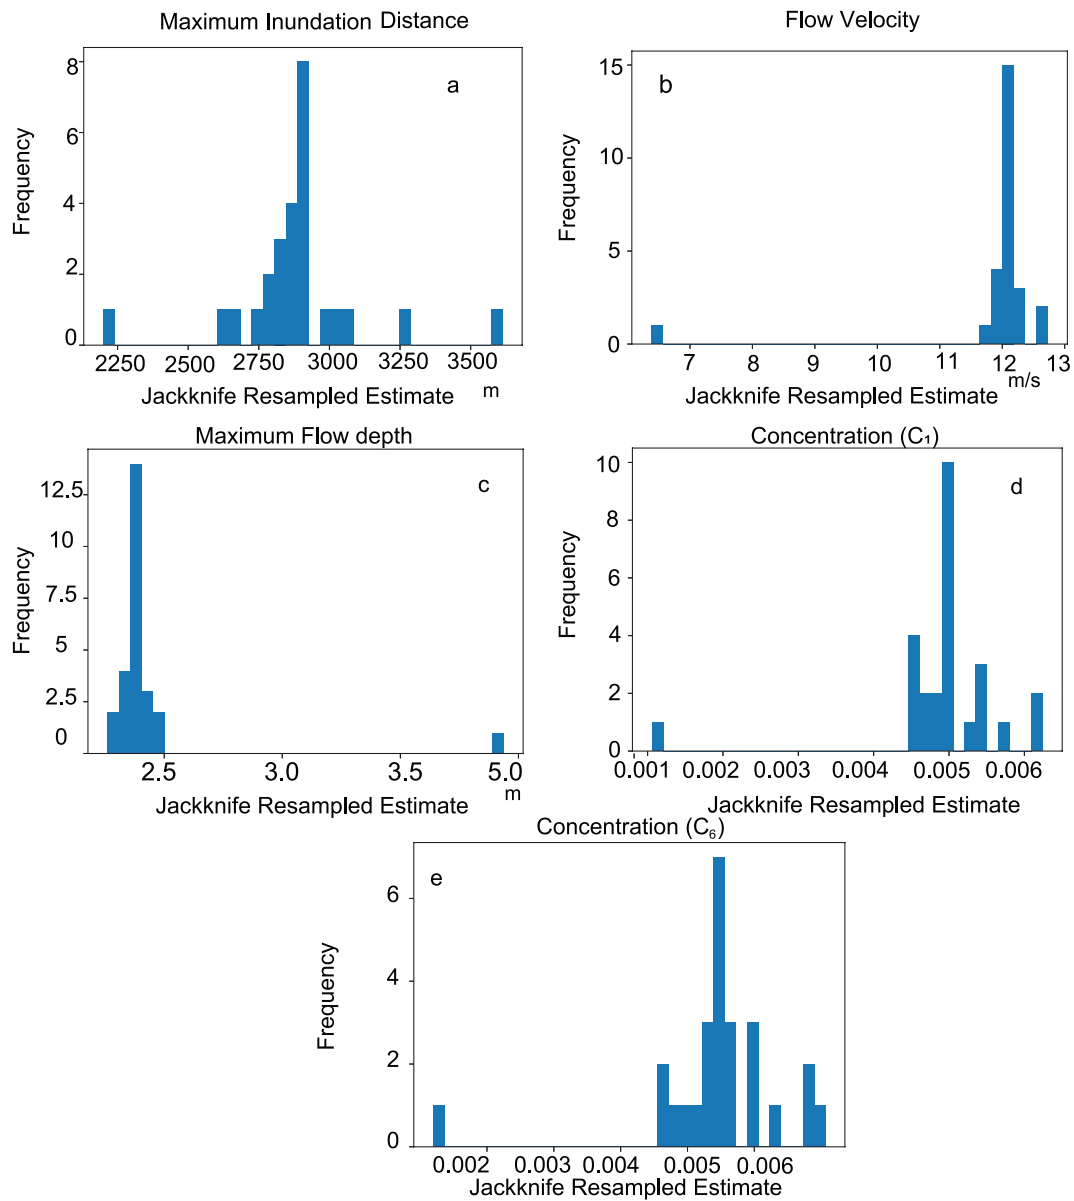 Maximum Inundation Distance
a
Frequency
8
6
4
2
0
2250 2500 2750 3000 3250 3500
Jackknife Resampled Estimate m
Flow Velocity
b
Frequency
15
10
5
0
7 8 9 10 11 12 13
m/s
Jackknife Resampled Estimate
Maximum Flow depth
c
Frequency
12.5
10
7.5
5
2.5
0
2.5 3.0 3.5 5.0
m
Jackknife Resampled Estimate
Concentration (C₁)
d
Frequency
10
8
6
4
2
0
0.001 0.002 0.003 0.004 0.005 0.006
Jackknife Resampled Estimate
Concentration (C₆)
e
Frequency
6
4
2
0
0.002 0.003 0.004 0.005 0.006
Jackknife Resampled Estimate